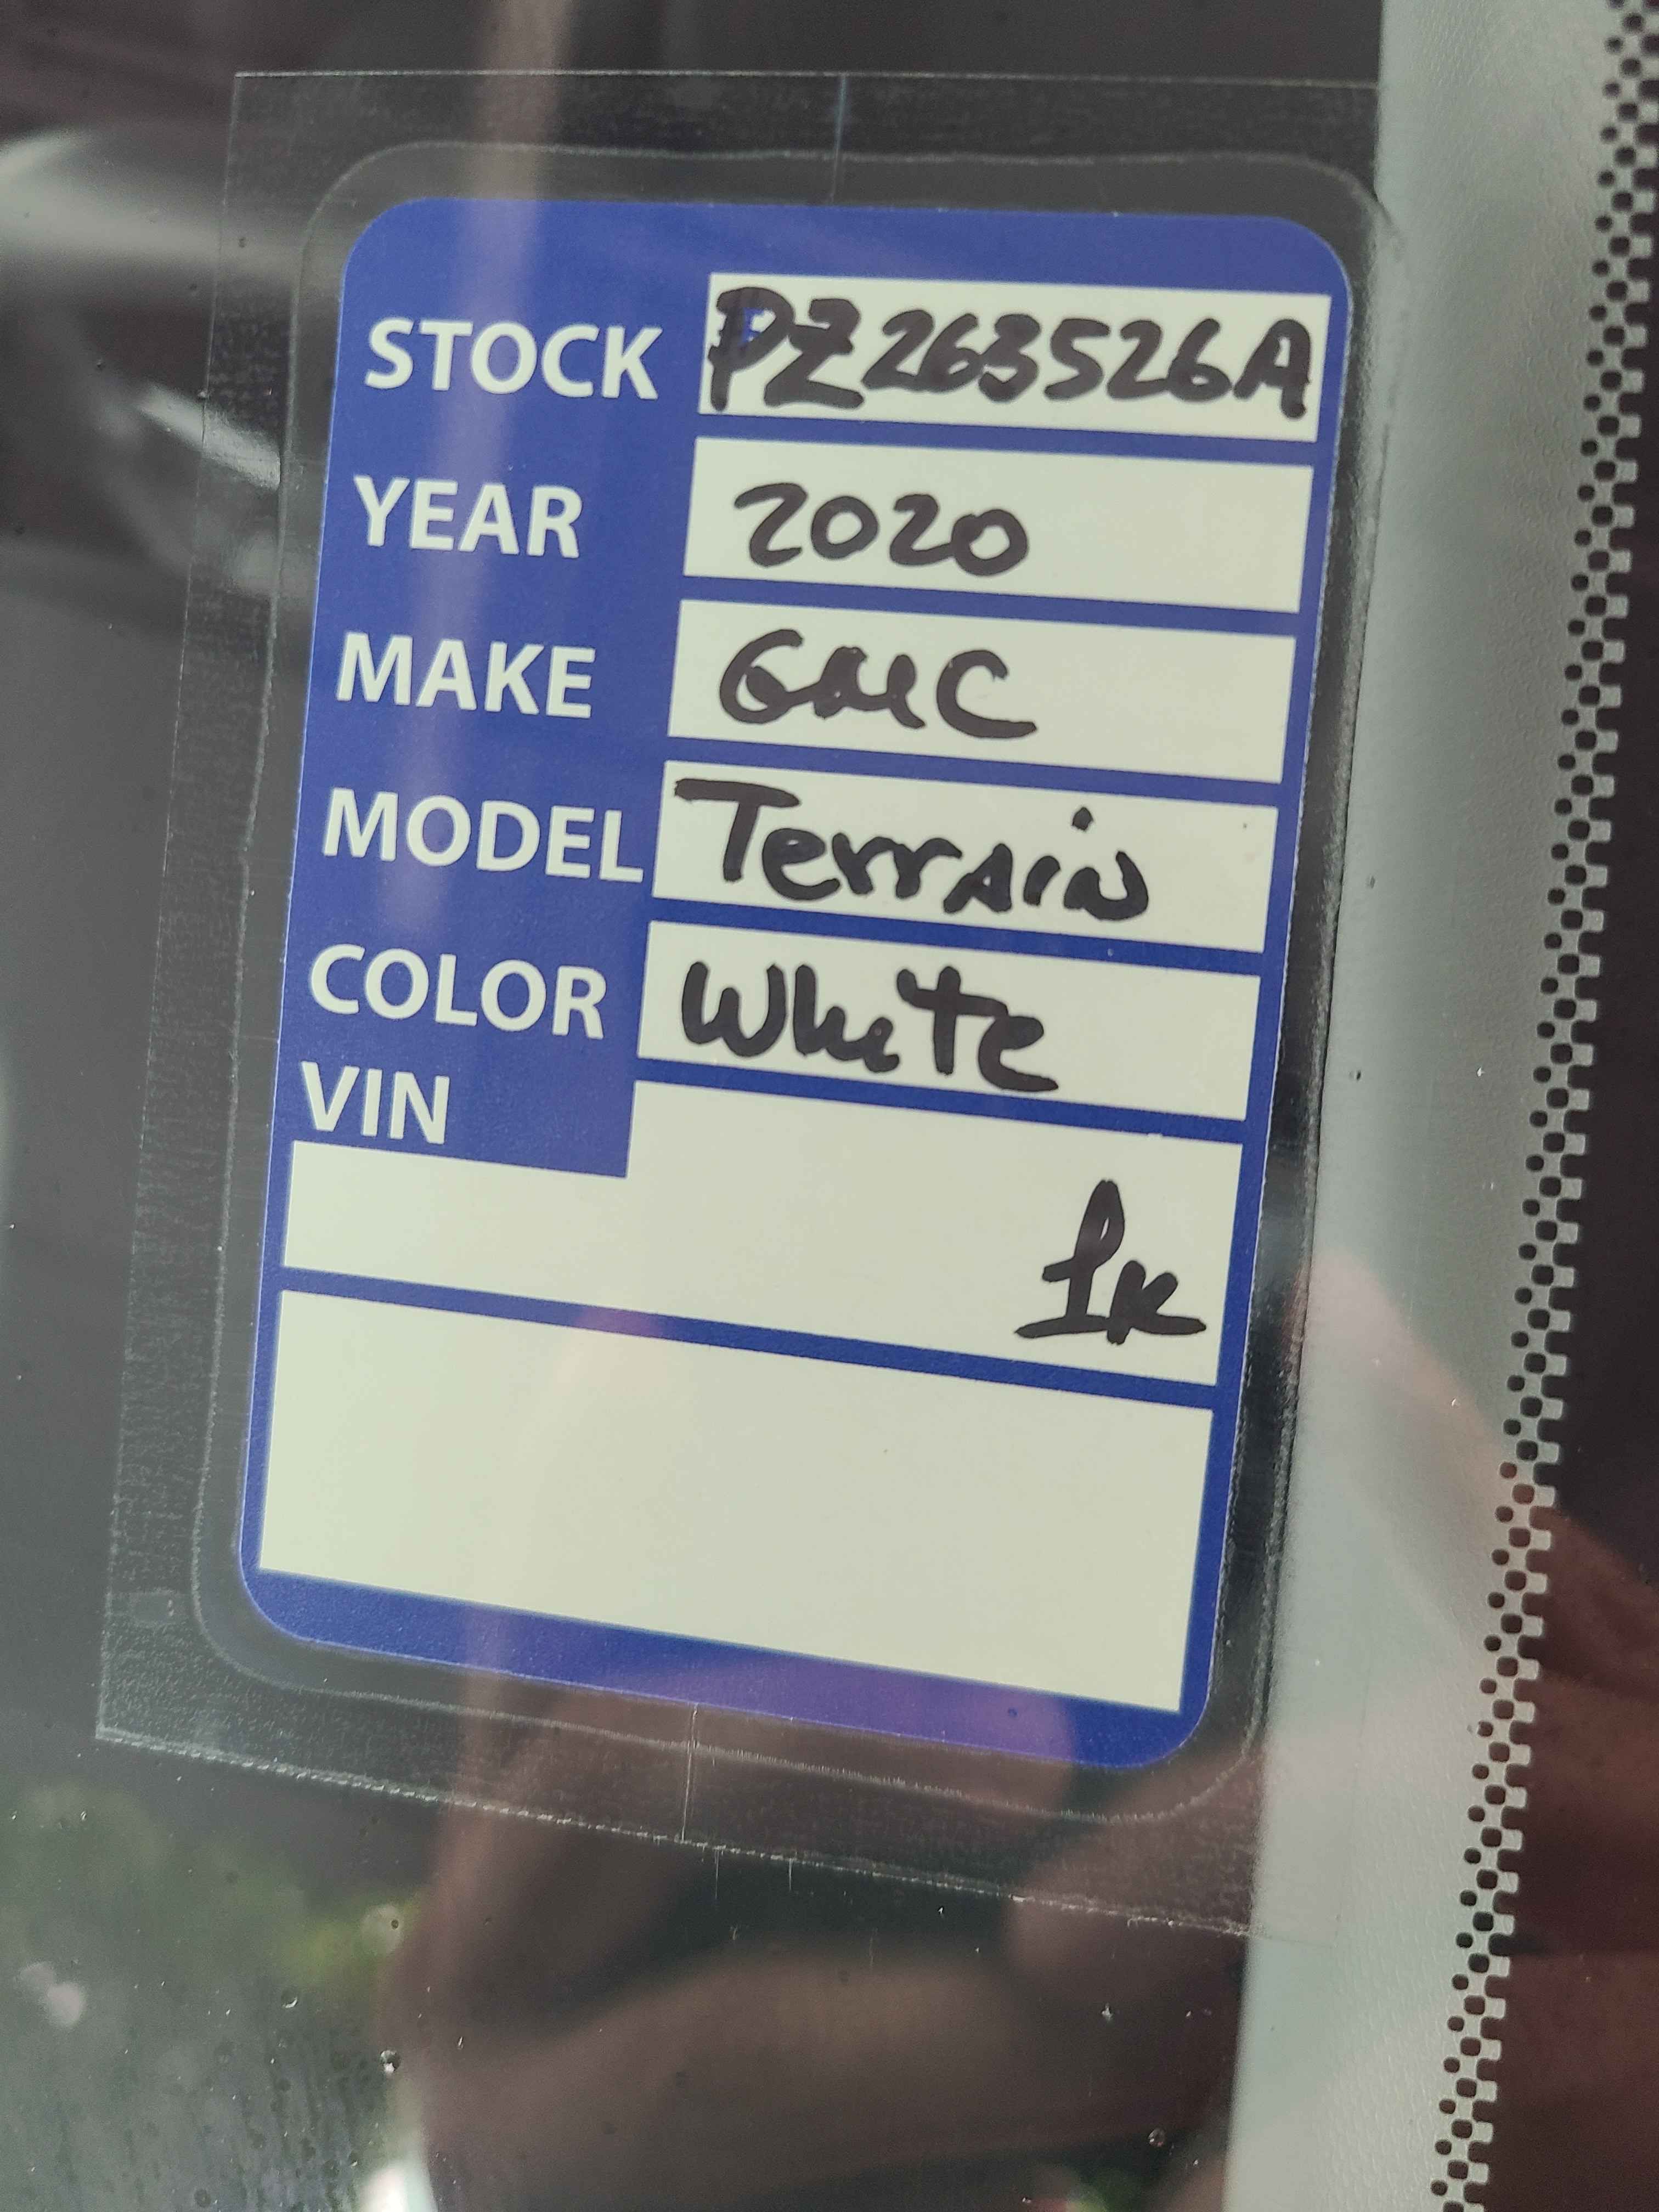 STOCK PZ263526A
YEAR 2020
MAKE GMC
MODEL Terrain
COLOR White
VIN
1K